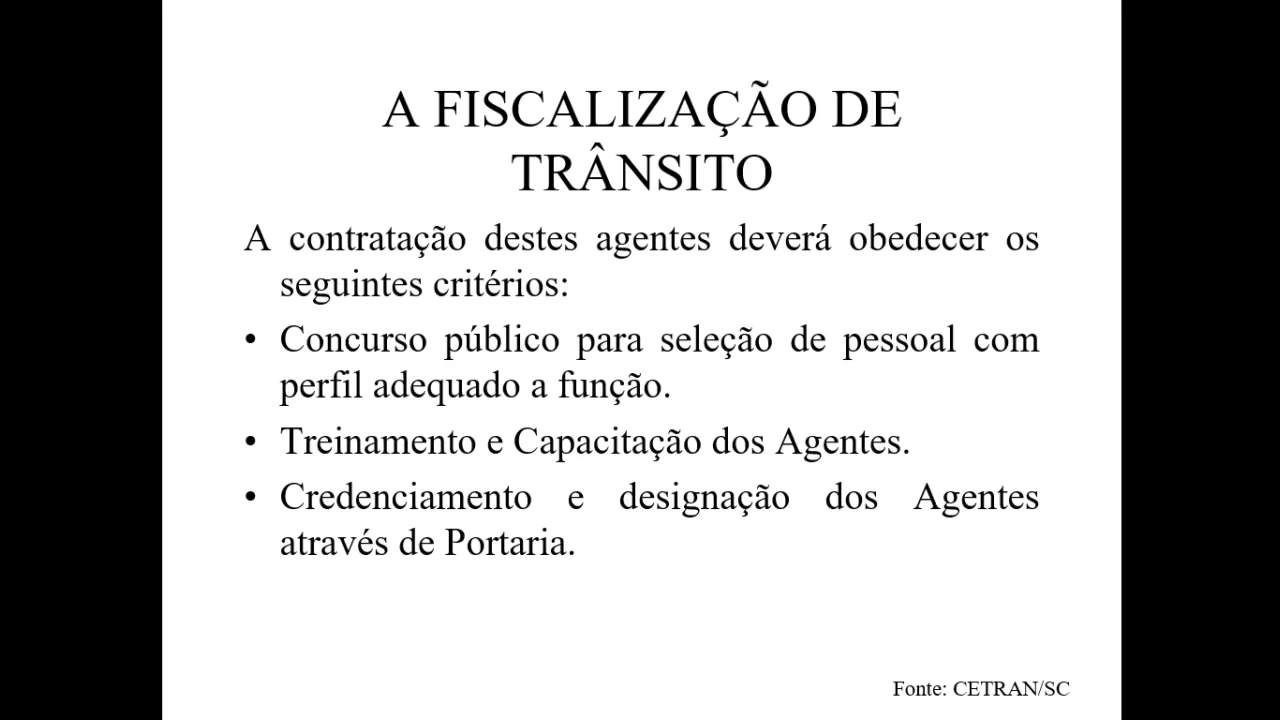 A FISCALIZAÇÃO DE
TRÂNSITO
A contratação destes agentes deverá obedecer os
seguintes critérios:
• Concurso público para seleção de pessoal com
perfil adequado a função.
• Treinamento e Capacitação dos Agentes.
• Credenciamento e designação dos Agentes
através de Portaria.
Fonte: CETRAN/SC